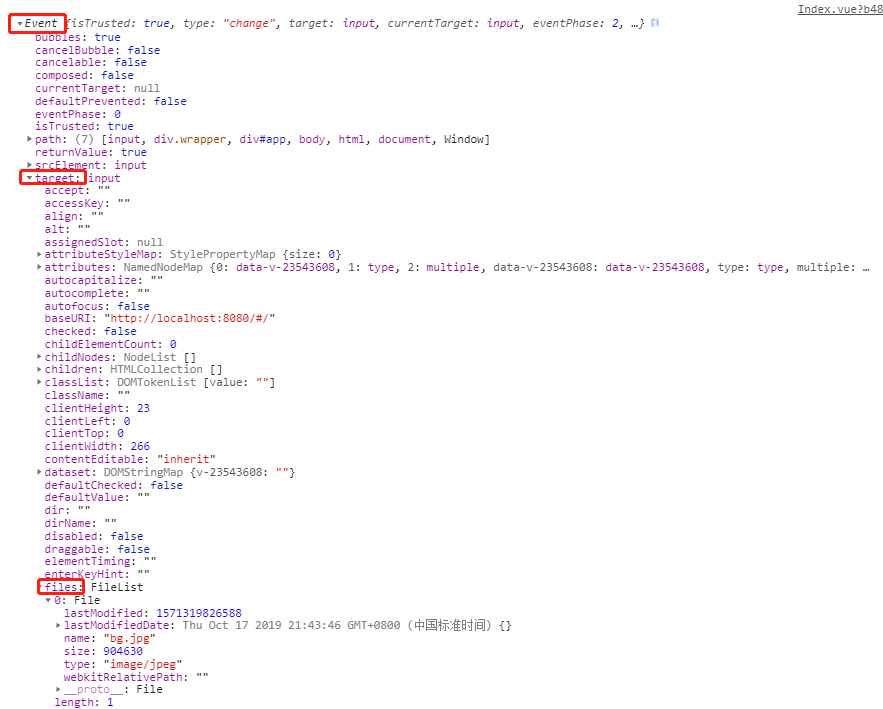 Index.vue?b48
Event {isTrusted: true, type: "change", target: input, currentTarget: input, eventPhase: 2, …}
bubbles: true
cancelBubble: false
cancelable: false
composed: false
currentTarget: null
defaultPrevented: false
eventPhase: 0
isTrusted: true
path: (7) [input, div.wrapper, div#app, body, html, document, Window]
returnValue: true
srcElement: input
target: input
accept: ""
accessKey: ""
align: ""
alt: ""
assignedSlot: null
attributeStyleMap: StylePropertyMap {size: 0}
attributes: NamedNodeMap {0: data-v-23543608, 1: type, 2: multiple, data-v-23543608: data-v-23543608, type: type, multiple: …
autocapitalize: ""
autocomplete: ""
autofocus: false
baseURI: "http://localhost:8080/#/"
checked: false
childElementCount: 0
childNodes: NodeList []
children: HTMLCollection []
classList: DOMTokenList [value: ""]
className: ""
clientHeight: 23
clientLeft: 0
clientTop: 0
clientWidth: 266
contentEditable: "inherit"
dataset: DOMStringMap {v-23543608: ""}
defaultChecked: false
defaultValue: ""
dir: ""
dirName: ""
disabled: false
draggable: false
elementTiming: ""
enterKeyHint: ""
files: FileList
0: File
lastModified: 1571319826588
lastModifiedDate: Thu Oct 17 2019 21:43:46 GMT+0800 (中国标准时间) {}
name: "bg.jpg"
size: 904630
type: "image/jpeg"
webkitRelativePath: ""
__proto__: File
length: 1